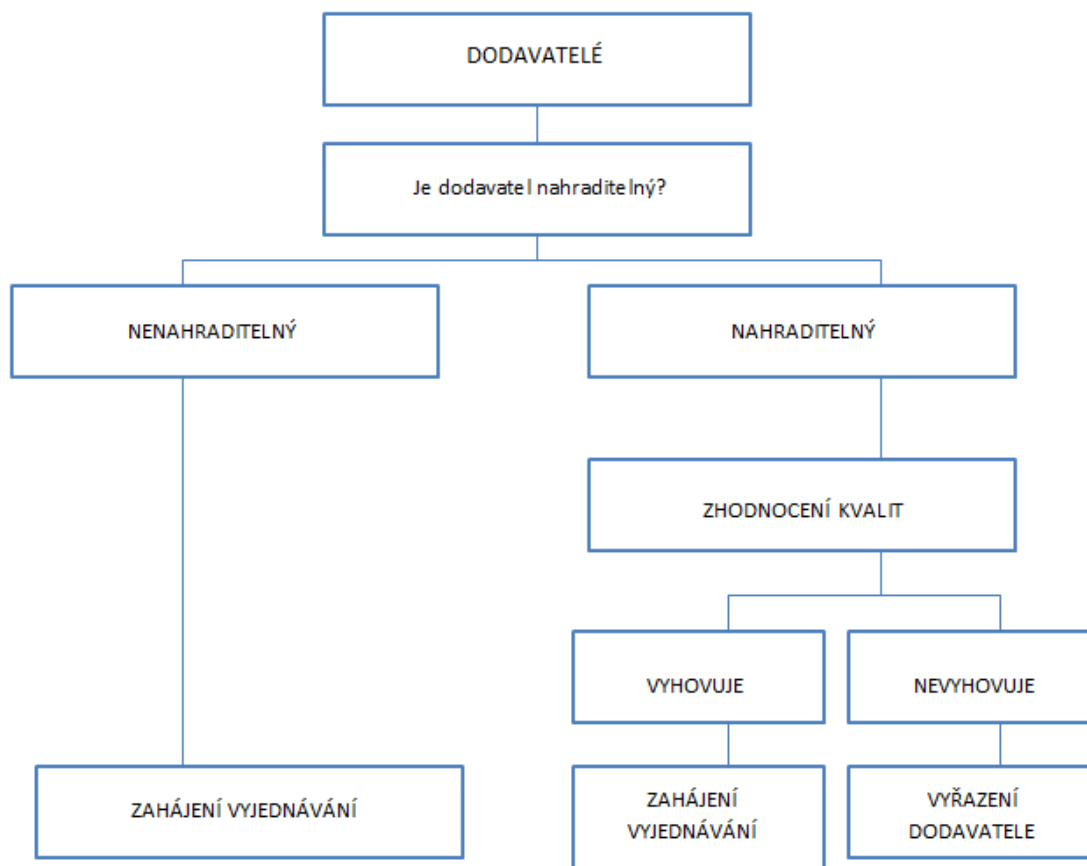 DODAVATELÉ
Je dodavatel nahraditelný?
NENAHRADITELNÝ
NAHRADITELNÝ
ZHODNOCENÍ KVALIT
VYHOVUJE
NEVYHOVUJE
ZAHÁJENÍ VYJEDNÁVÁNÍ
ZAHÁJENÍ
VYJEDNÁVÁNÍ
VYŘAZENÍ
DODAVATELE